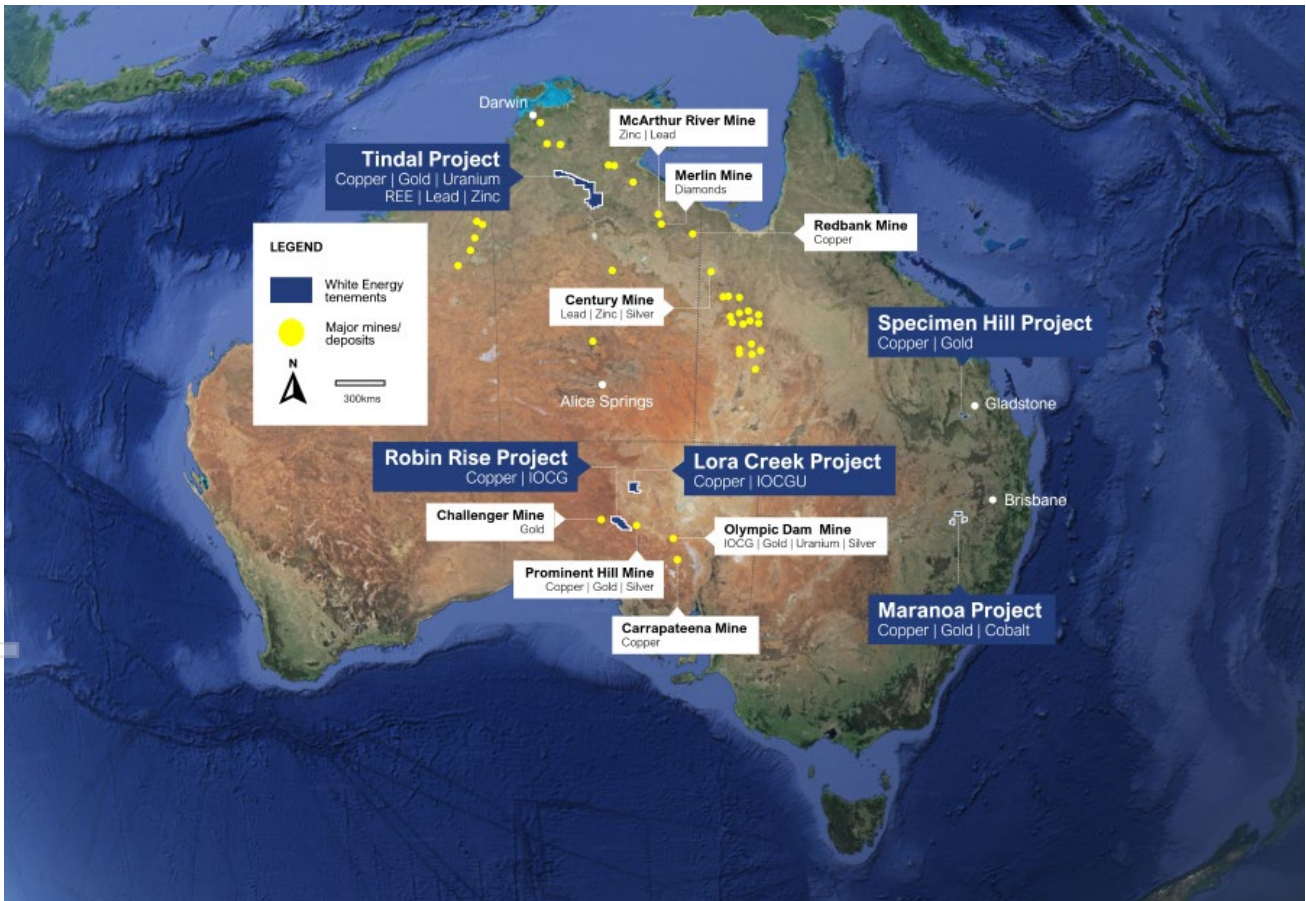 Darwin
McArthur River Mine
Zinc | Lead
Tindal Project
Copper | Gold | Uranium
REE | Lead | Zinc
Merlin Mine
Diamonds
Redbank Mine
Copper
LEGEND
White Energy
tenements
Major mines/
deposits
N
300kms
Century Mine
Lead | Zinc | Silver
Specimen Hill Project
Copper | Gold
Alice Springs
Gladstone
Robin Rise Project
Copper | IOCG
Lora Creek Project
Copper | IOCGU
Brisbane
Challenger Mine
Gold
Olympic Dam Mine
IOCG | Gold | Uranium | Silver
Prominent Hill Mine
Copper | Gold | Silver
Maranoa Project
Copper | Gold | Cobalt
Carrapateena Mine
Copper